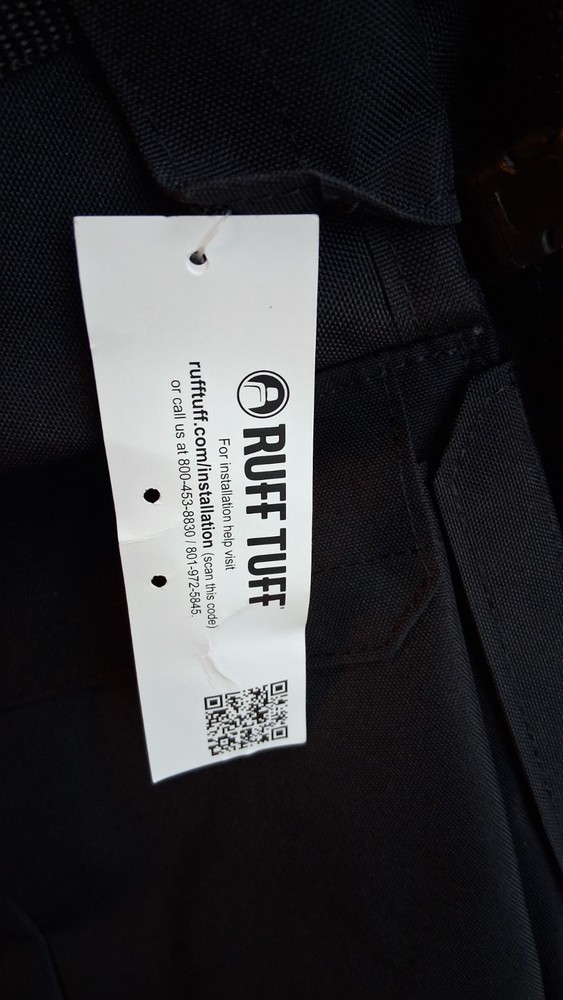 RUFF TUFF
For installation help visit
rufftuff.com/installation (scan this code)
or call us at 800-453-8830 / 801-972-5845.